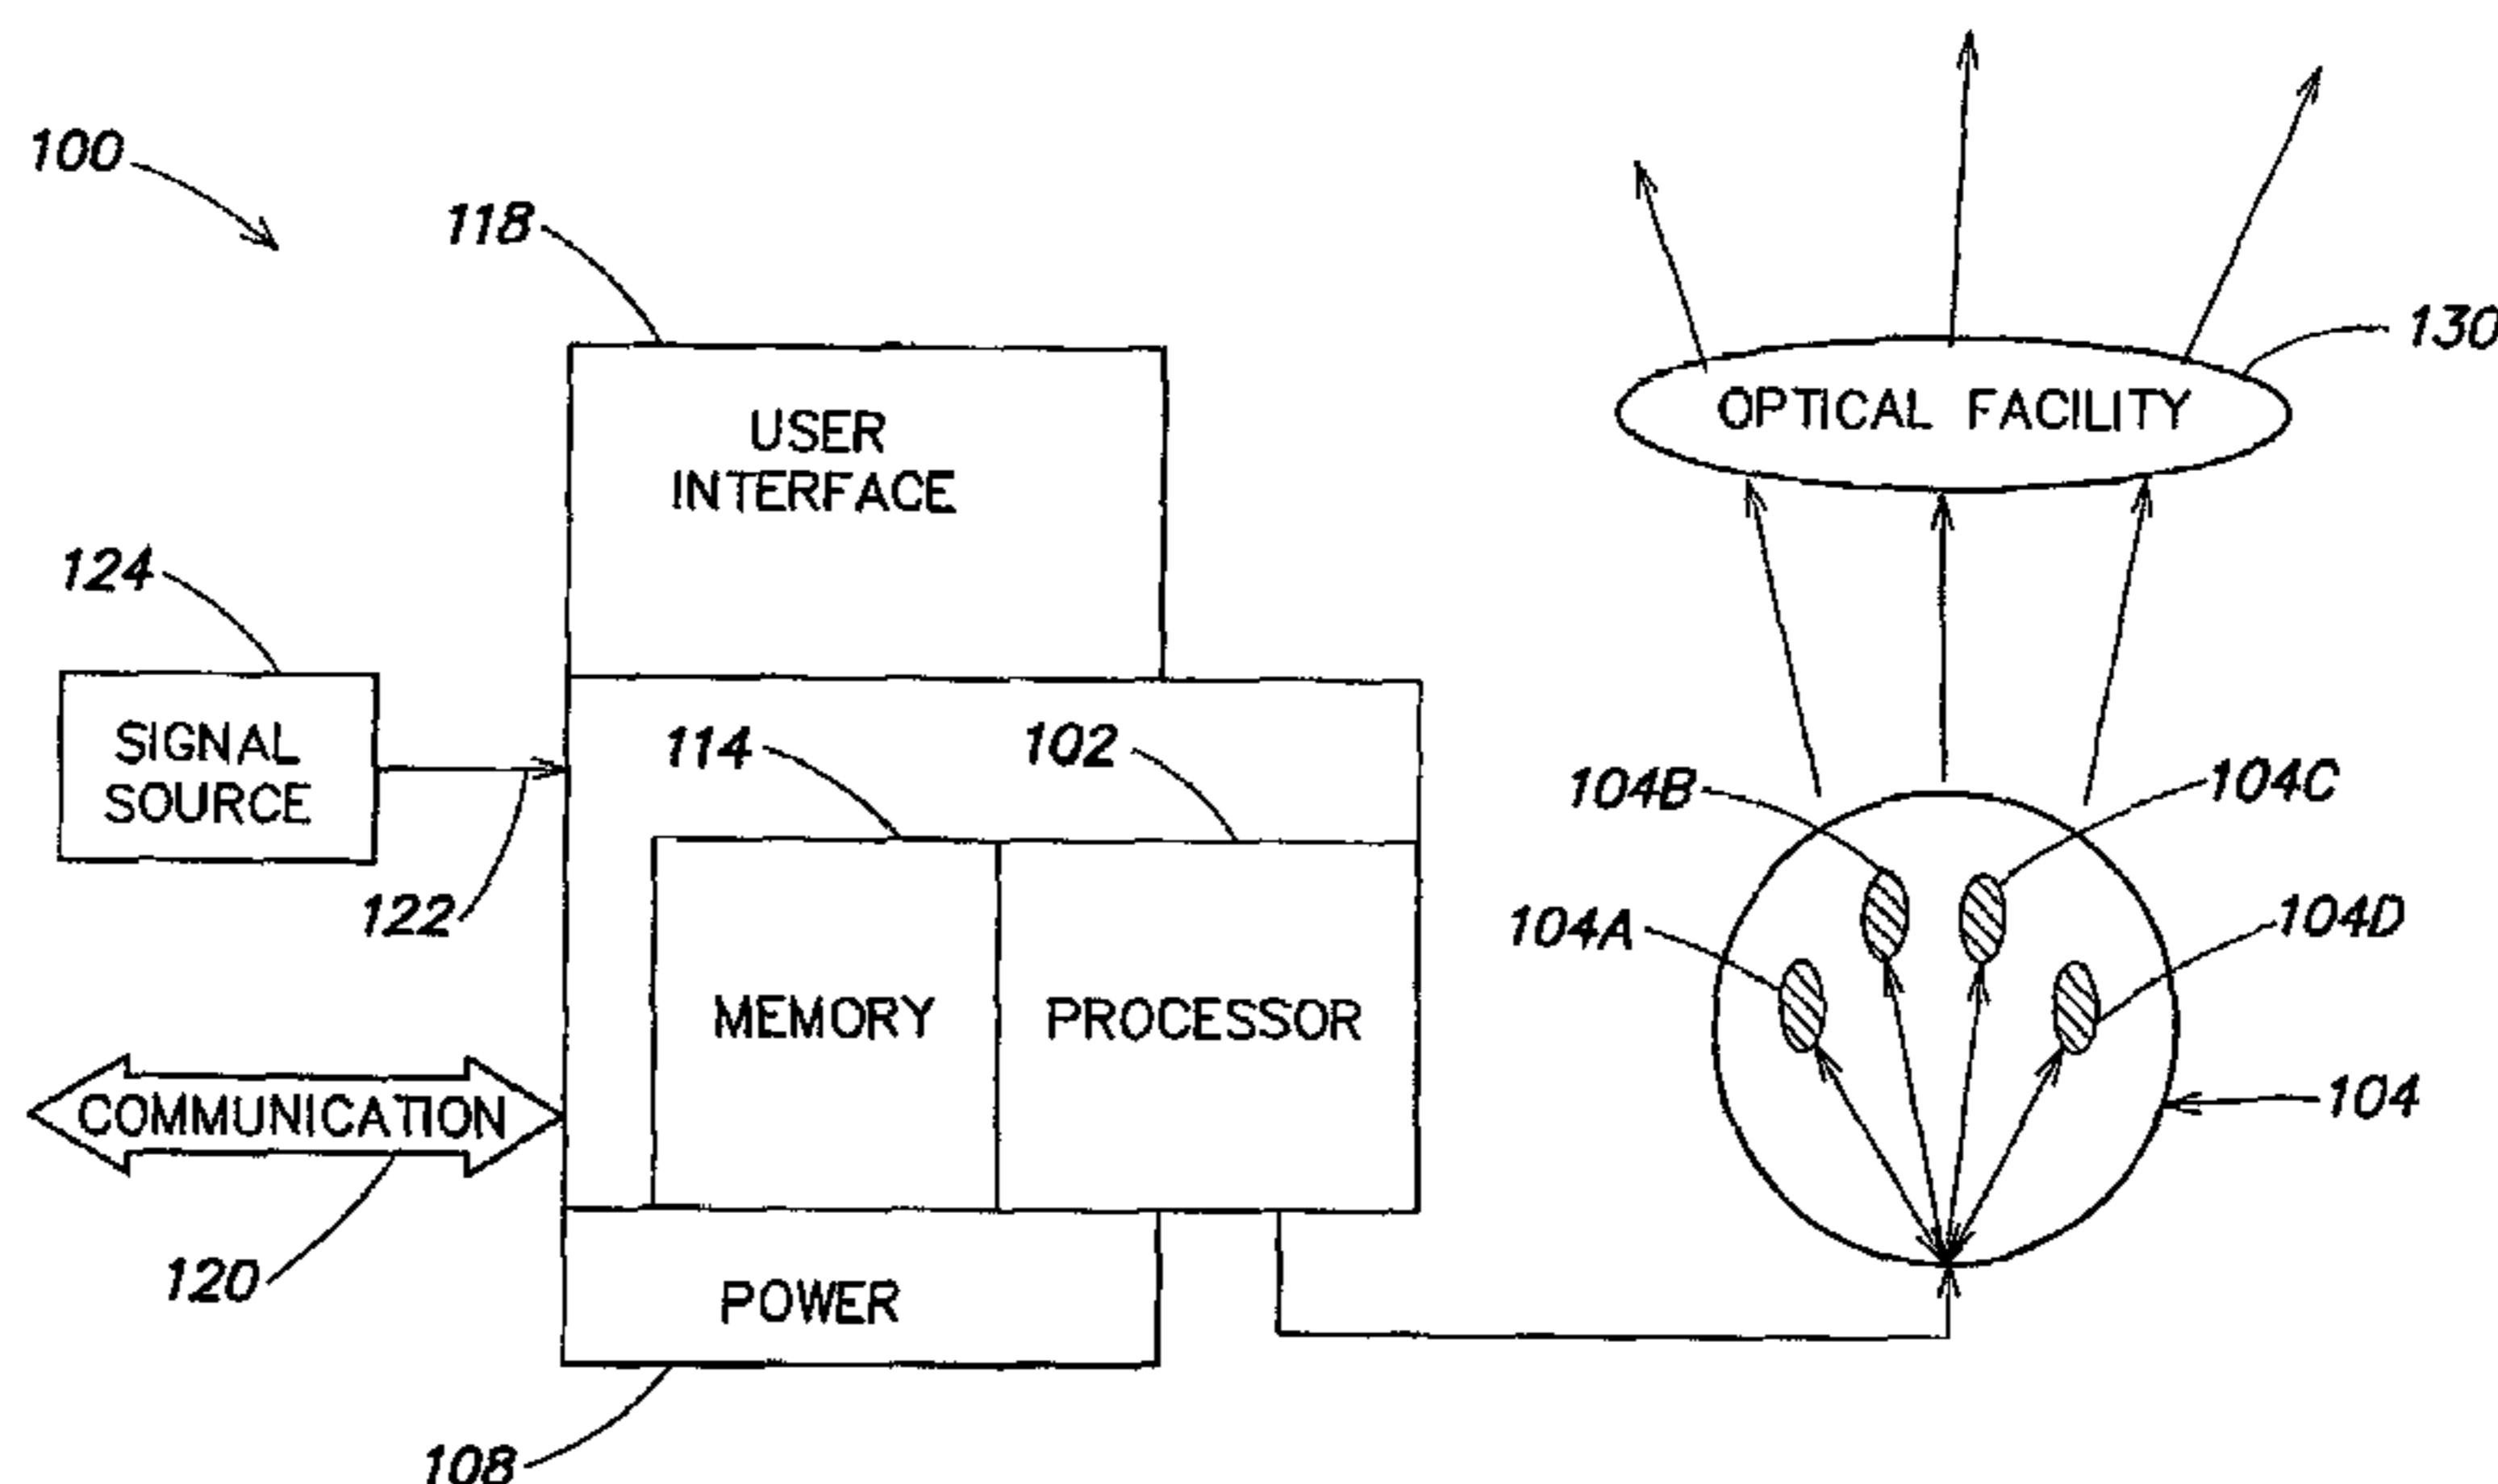 100
118
130
USER
INTERFACE
OPTICAL FACILITY
124
SIGNAL
SOURCE
114
102
104B
104C
122
104A
104D
MEMORY
PROCESSOR
104
COMMUNICATION
120
POWER
108